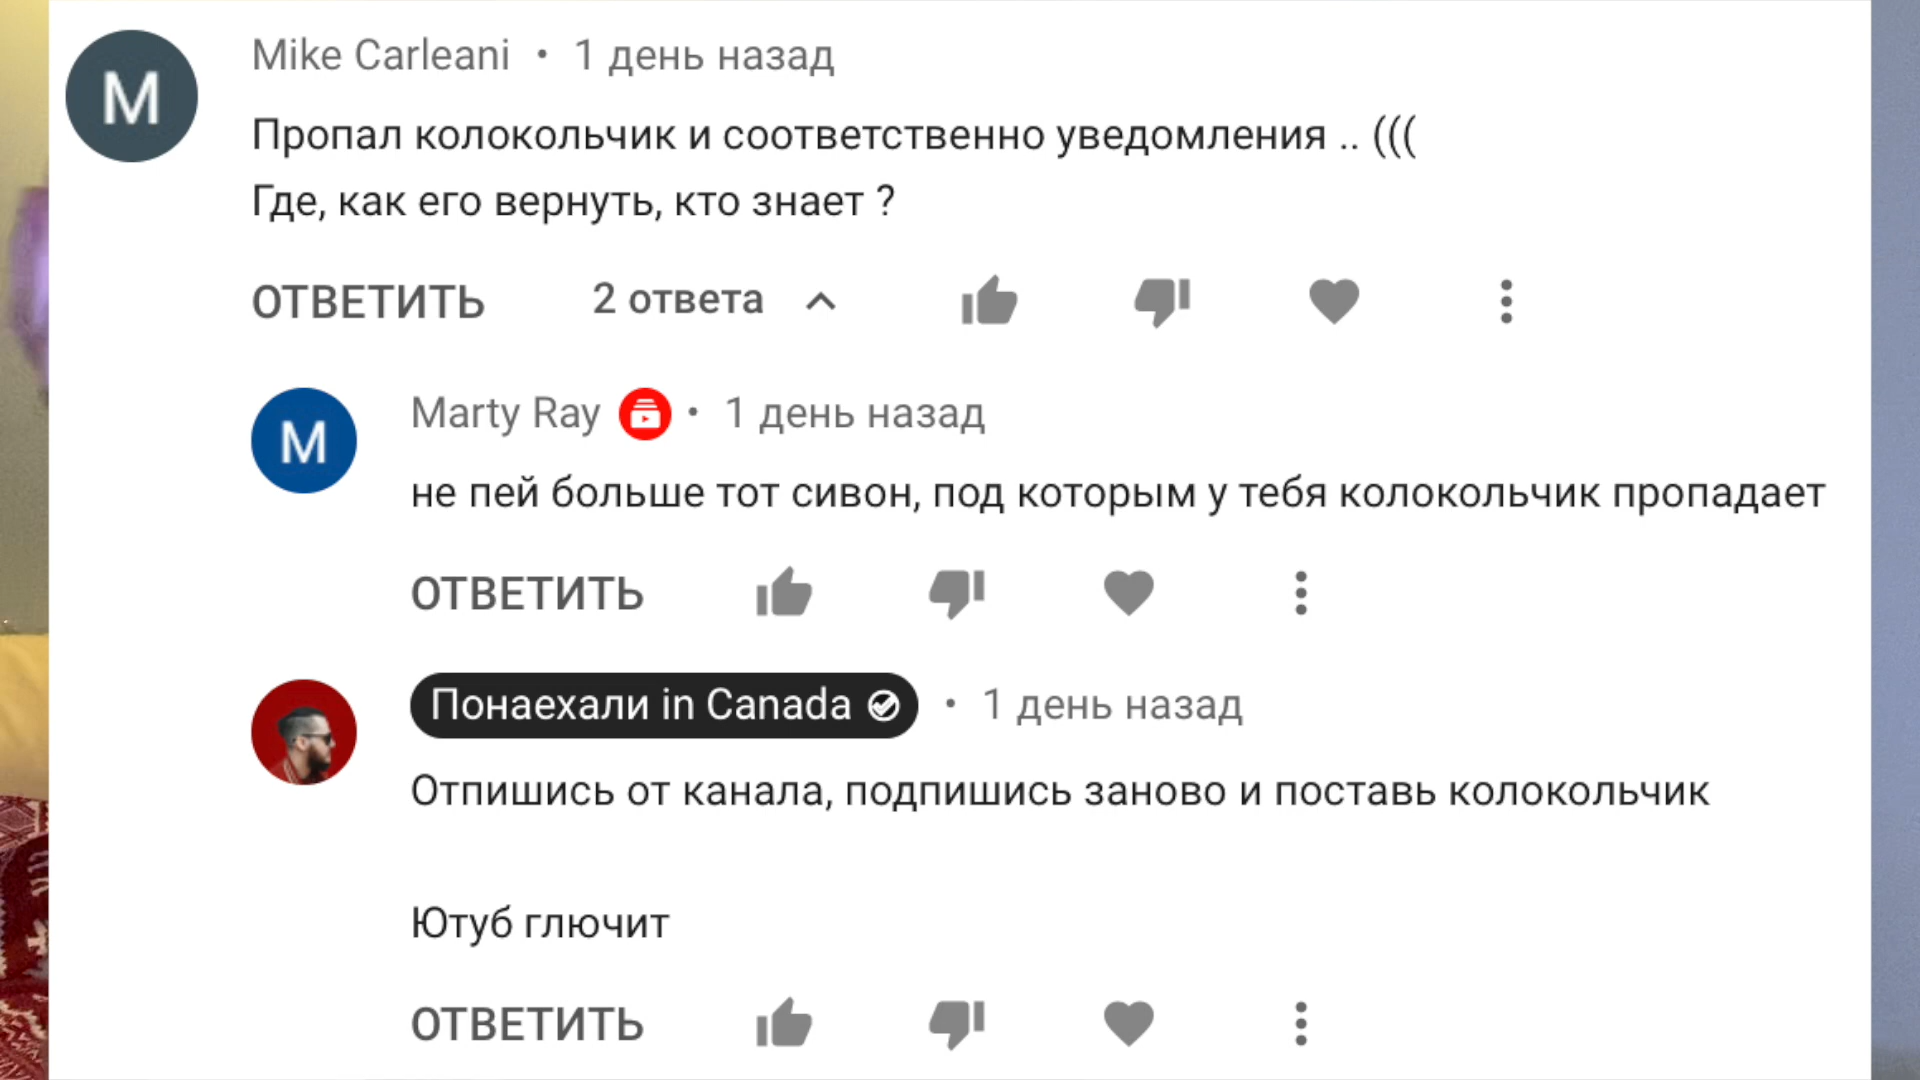 M
Mike Carleani • 1 день назад
Пропал колокольчик и соответственно уведомления .. (((
Где, как его вернуть, кто знает ?
ОТВЕТИТЬ 2 ответа
M
Marty Ray • 1 день назад
не пей больше тот сивон, под которым у тебя колокольчик пропадает
ОТВЕТИТЬ
Понаехали in Canada • 1 день назад
Отпишись от канала, подпишись заново и поставь колокольчик
Ютуб глючит
ОТВЕТИТЬ